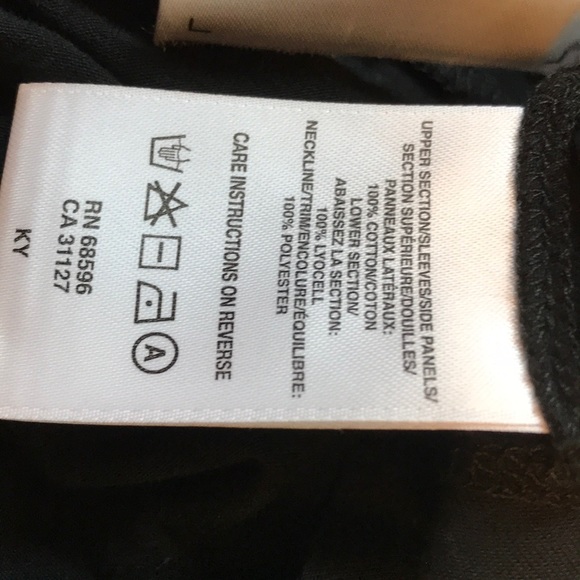 UPPER SECTION/SLEEVES/SIDE PANELS/
SECTION SUPÉRIEURE/DOUILLES/
PANNEAUX LATÉRAUX:
100% COTTON/COTON
LOWER SECTION/
ABAISSEZ LA SECTION:
100% LYOCELL
NECKLINE/TRIM/ENCOLURE/ÉQUILIBRE:
100% POLYESTER
CARE INSTRUCTIONS ON REVERSE
A
RN 68596
CA 31127
KY
L